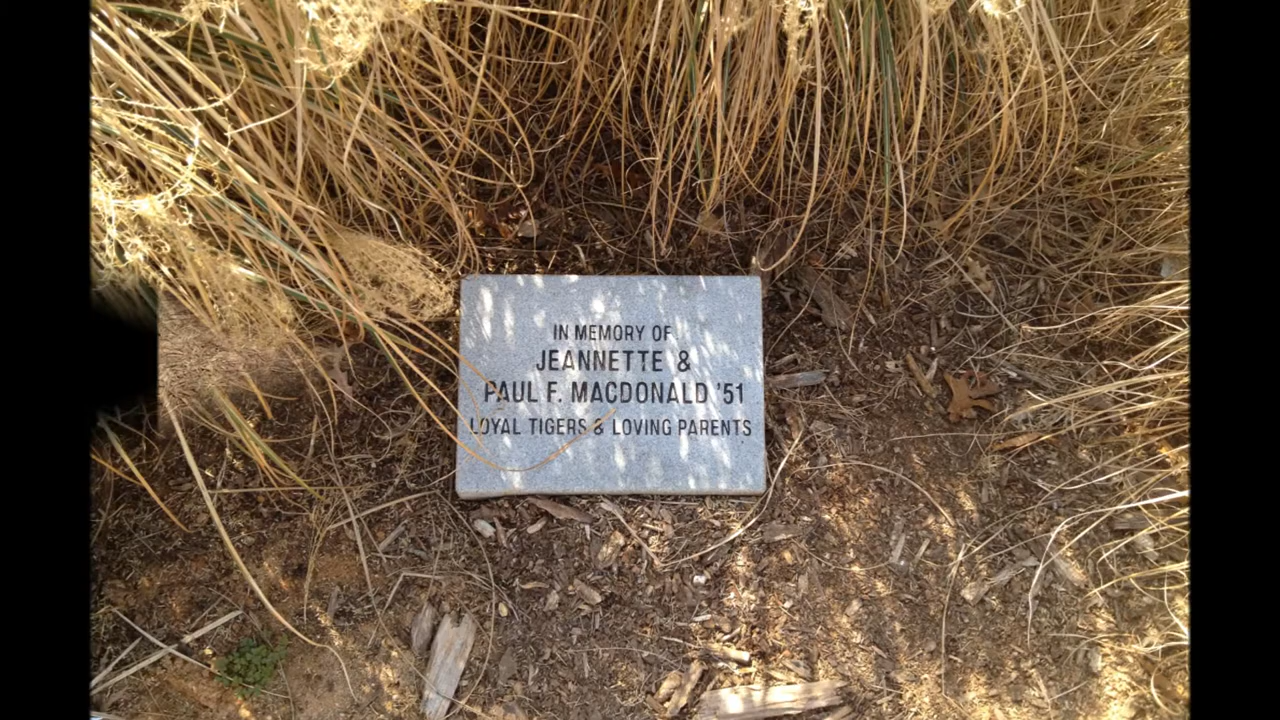 IN MEMORY OF
JEANNETTE &
PAUL F. MACDONALD '51
LOYAL TIGERS & LOVING PARENTS